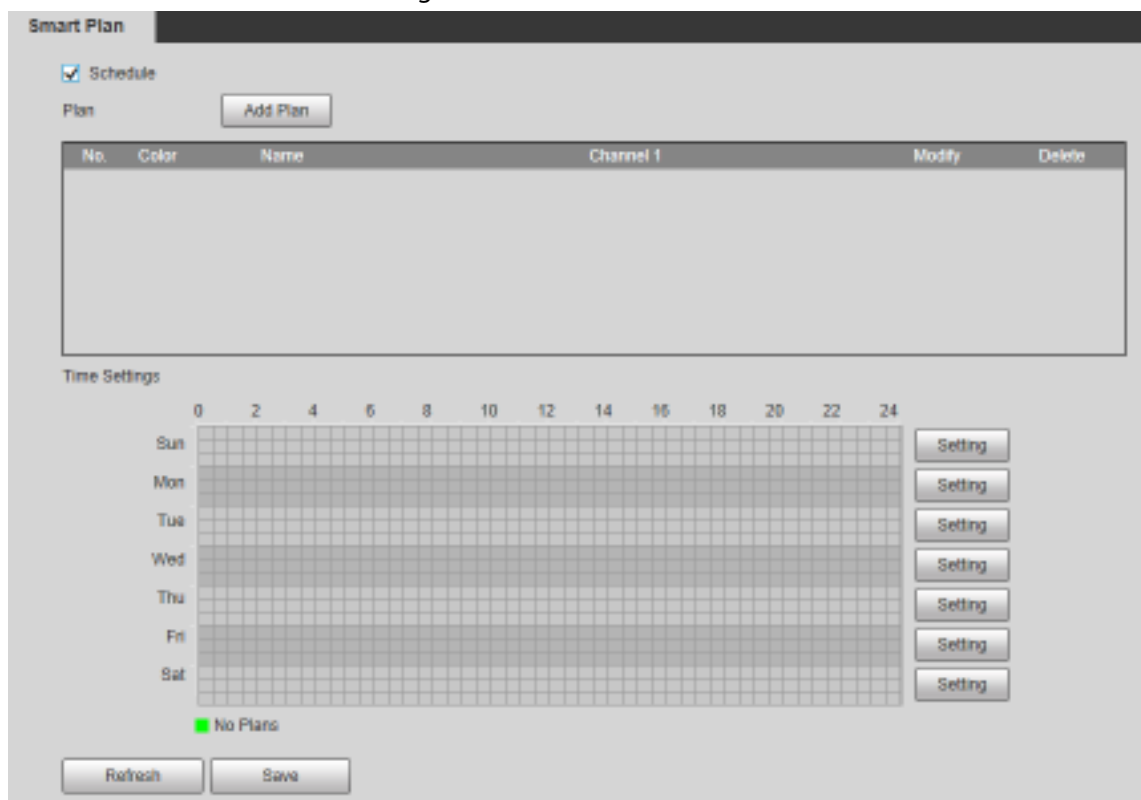 Smart Plan
Schedule
Plan Add Plan
No. Color Name Channel 1 Modify Delete
Time Settings
0 2 4 6 8 10 12 14 16 18 20 22 24
Sun Setting
Mon Setting
Tue Setting
Wed Setting
Thu Setting
Fri Setting
Sat Setting
No Plans
Refresh Save